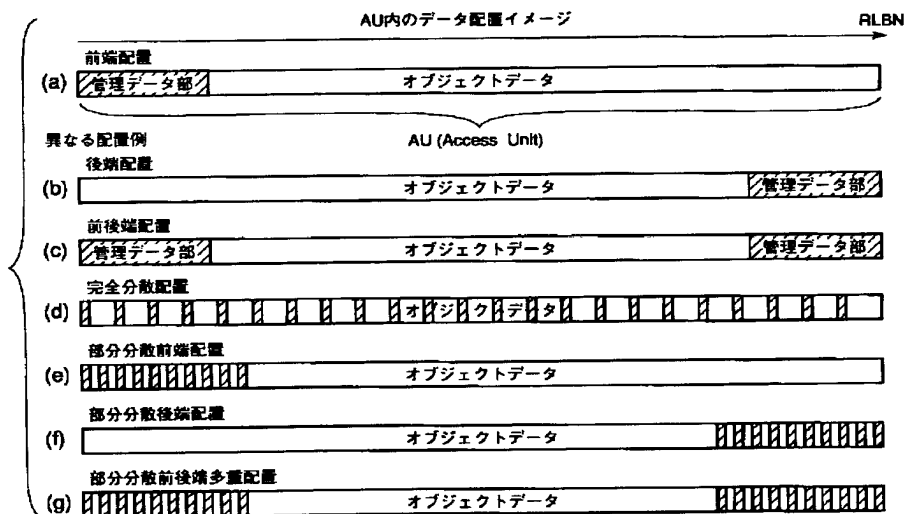 AU内のデータ配置イメージ
RLBN
前端配置
(a) 管理データ部 オブジェクトデータ
異なる配置例
AU (Access Unit)
後端配置
(b) オブジェクトデータ 管理データ部
前後端配置
(c) 管理データ部 オブジェクトデータ 管理データ部
完全分散配置
(d) オブジェクトデータ
部分分散前端配置
(e) オブジェクトデータ
部分分散後端配置
(f) オブジェクトデータ
部分分散前後端多重配置
(g) オブジェクトデータ